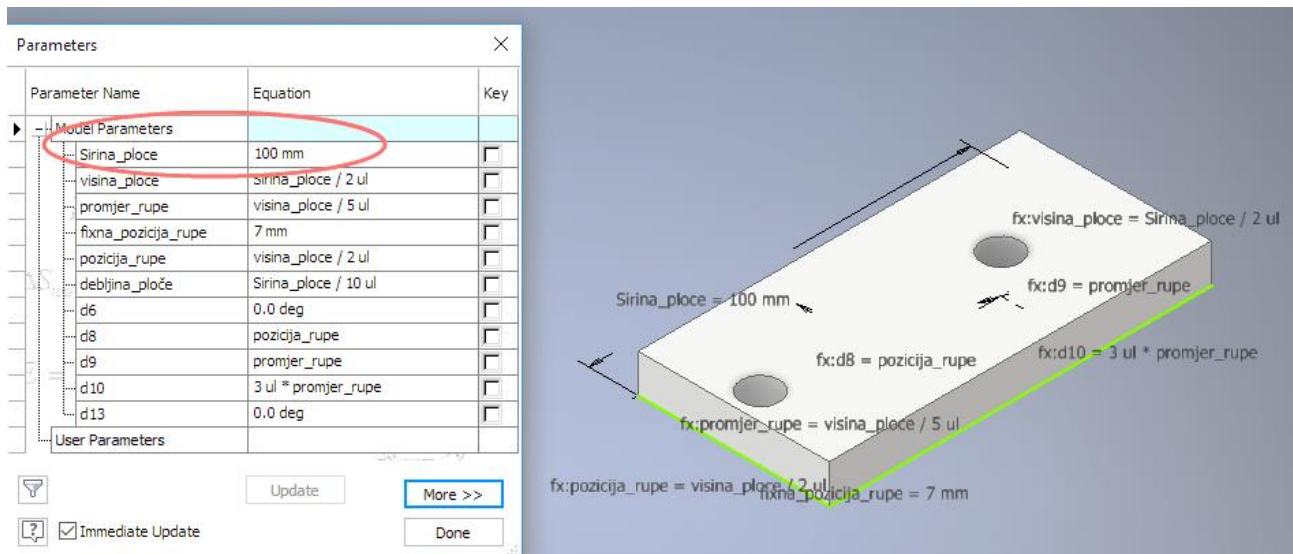 Parameters
Parameter Name Equation Key
Model Parameters
Sirina_ploce 100 mm
visina_ploce Sirina_ploce / 2 ul
promjer_rupe visina_ploce / 5 ul
fixna_pozicija_rupe 7 mm
pozicija_rupe visina_ploce / 2 ul
debljina_ploče Sirina_ploce / 10 ul
d6 0.0 deg
d8 pozicija_rupe
d9 promjer_rupe
d10 3 ul * promjer_rupe
d13 0.0 deg
User Parameters
Update
More >>
Immediate Update
Done
fx:visina_ploce = Sirina_ploce / 2 ul
fx:d9 = promjer_rupe
Sirina_ploce = 100 mm
fx:d10 = 3 ul * promjer_rupe
fx:d8 = pozicija_rupe
fx:promjer_rupe = visina_ploce / 5 ul
fx:pozicija_rupe = visina_ploce / 2 ul
fixna_pozicija_rupe = 7 mm